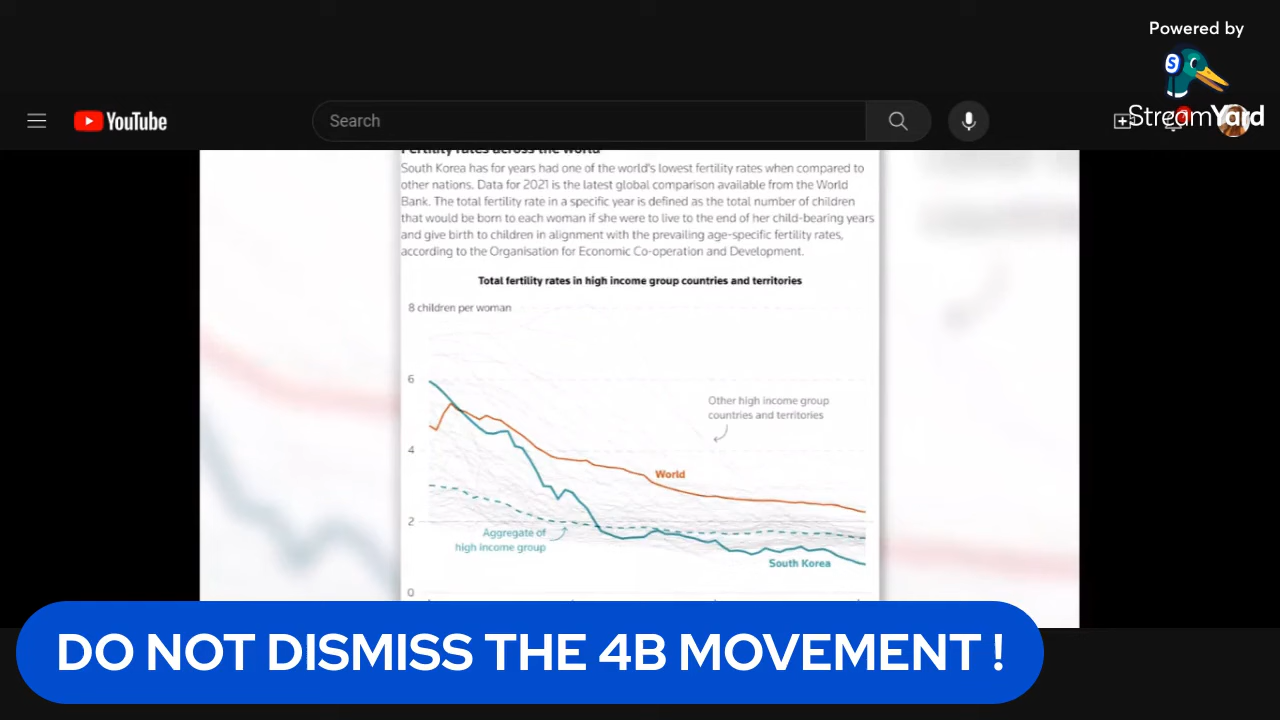 Powered by
S
StreamYard
YouTube
Search
Fertility rates across the world
South Korea has for years had one of the world's lowest fertility rates when compared to
other nations. Data for 2021 is the latest global comparison available from the World
Bank. The total fertility rate in a specific year is defined as the total number of children
that would be born to each woman if she were to live to the end of her child-bearing years
and give birth to children in alignment with the prevailing age-specific fertility rates,
according to the Organisation for Economic Co-operation and Development.
Total fertility rates in high income group countries and territories
8 children per woman
6
Other high income group
countries and territories
4
World
2
Aggregate of
high income group
South Korea
0
DO NOT DISMISS THE 4B MOVEMENT !